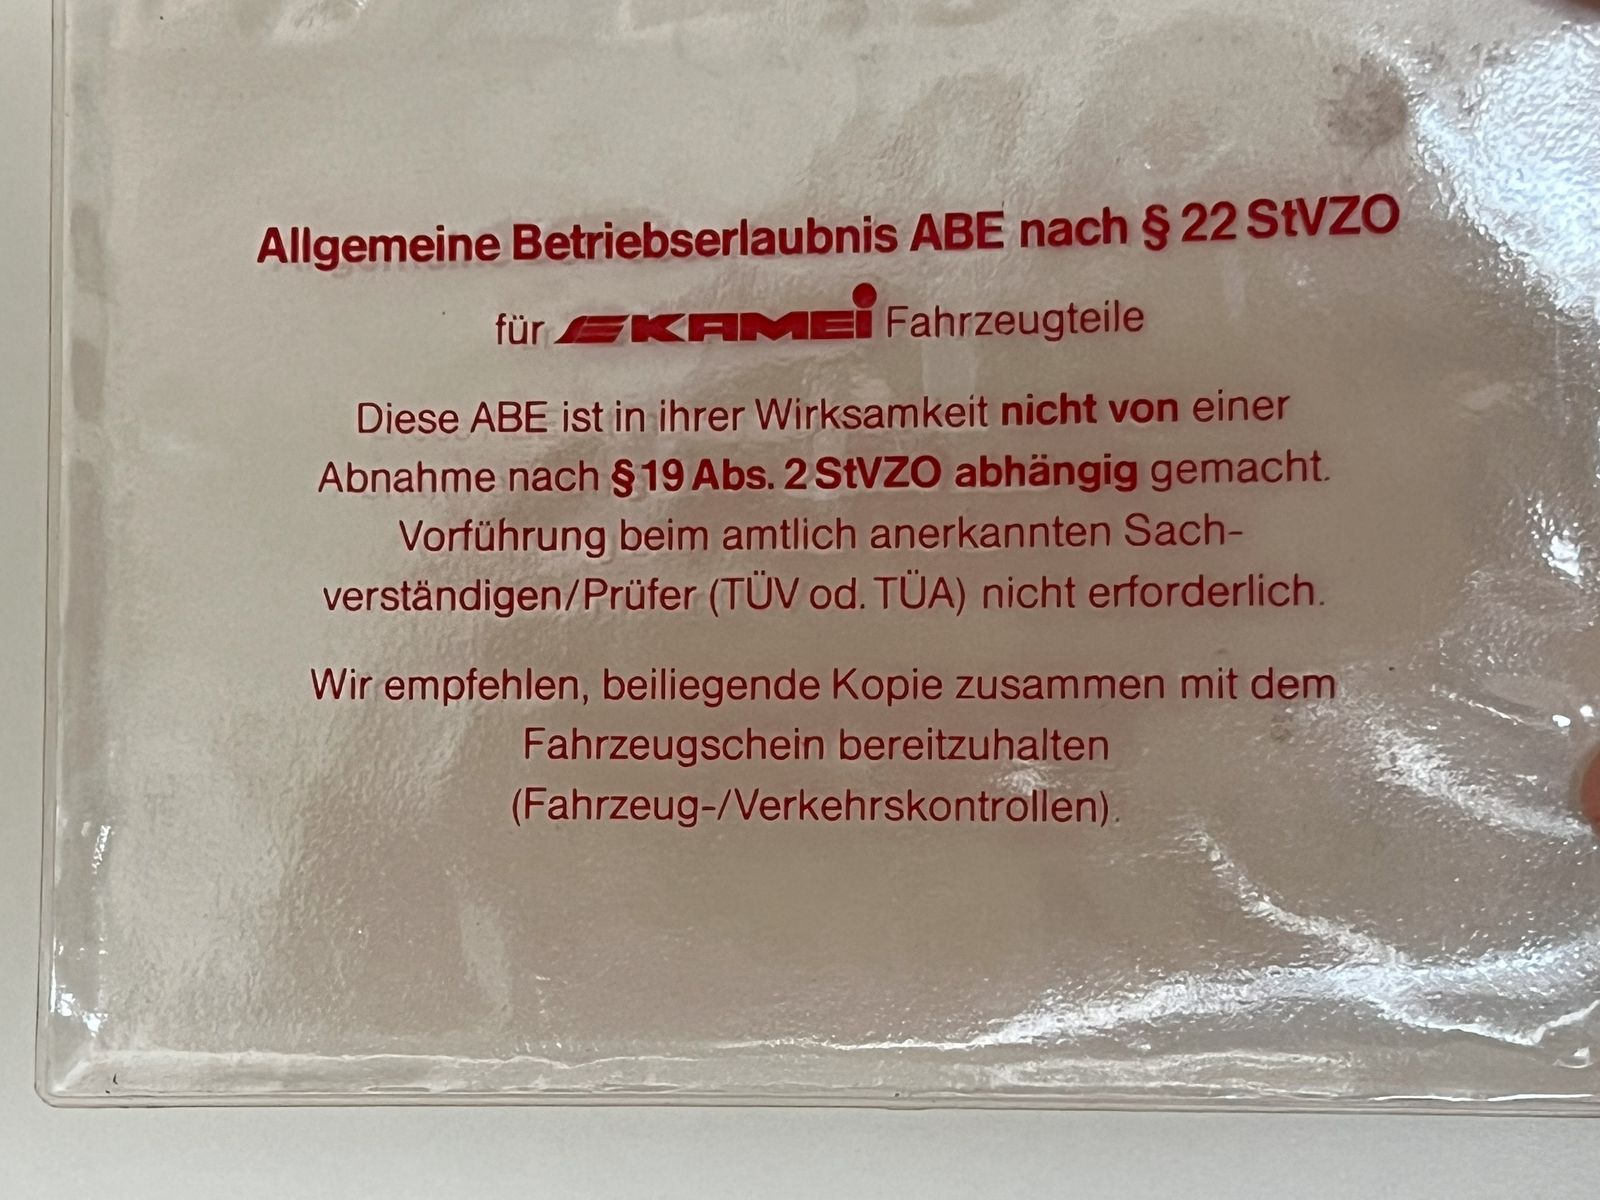 Allgemeine Betriebserlaubnis ABE nach § 22 StVZO
für KAMEI Fahrzeugteile
Diese ABE ist in ihrer Wirksamkeit nicht von einer
Abnahme nach § 19 Abs. 2 StVZO abhängig gemacht.
Vorführung beim amtlich anerkannten Sach-
verständigen/Prüfer (TÜV od. TÜA) nicht erforderlich.
Wir empfehlen, beiliegende Kopie zusammen mit dem
Fahrzeugschein bereitzuhalten
(Fahrzeug-/Verkehrskontrollen).